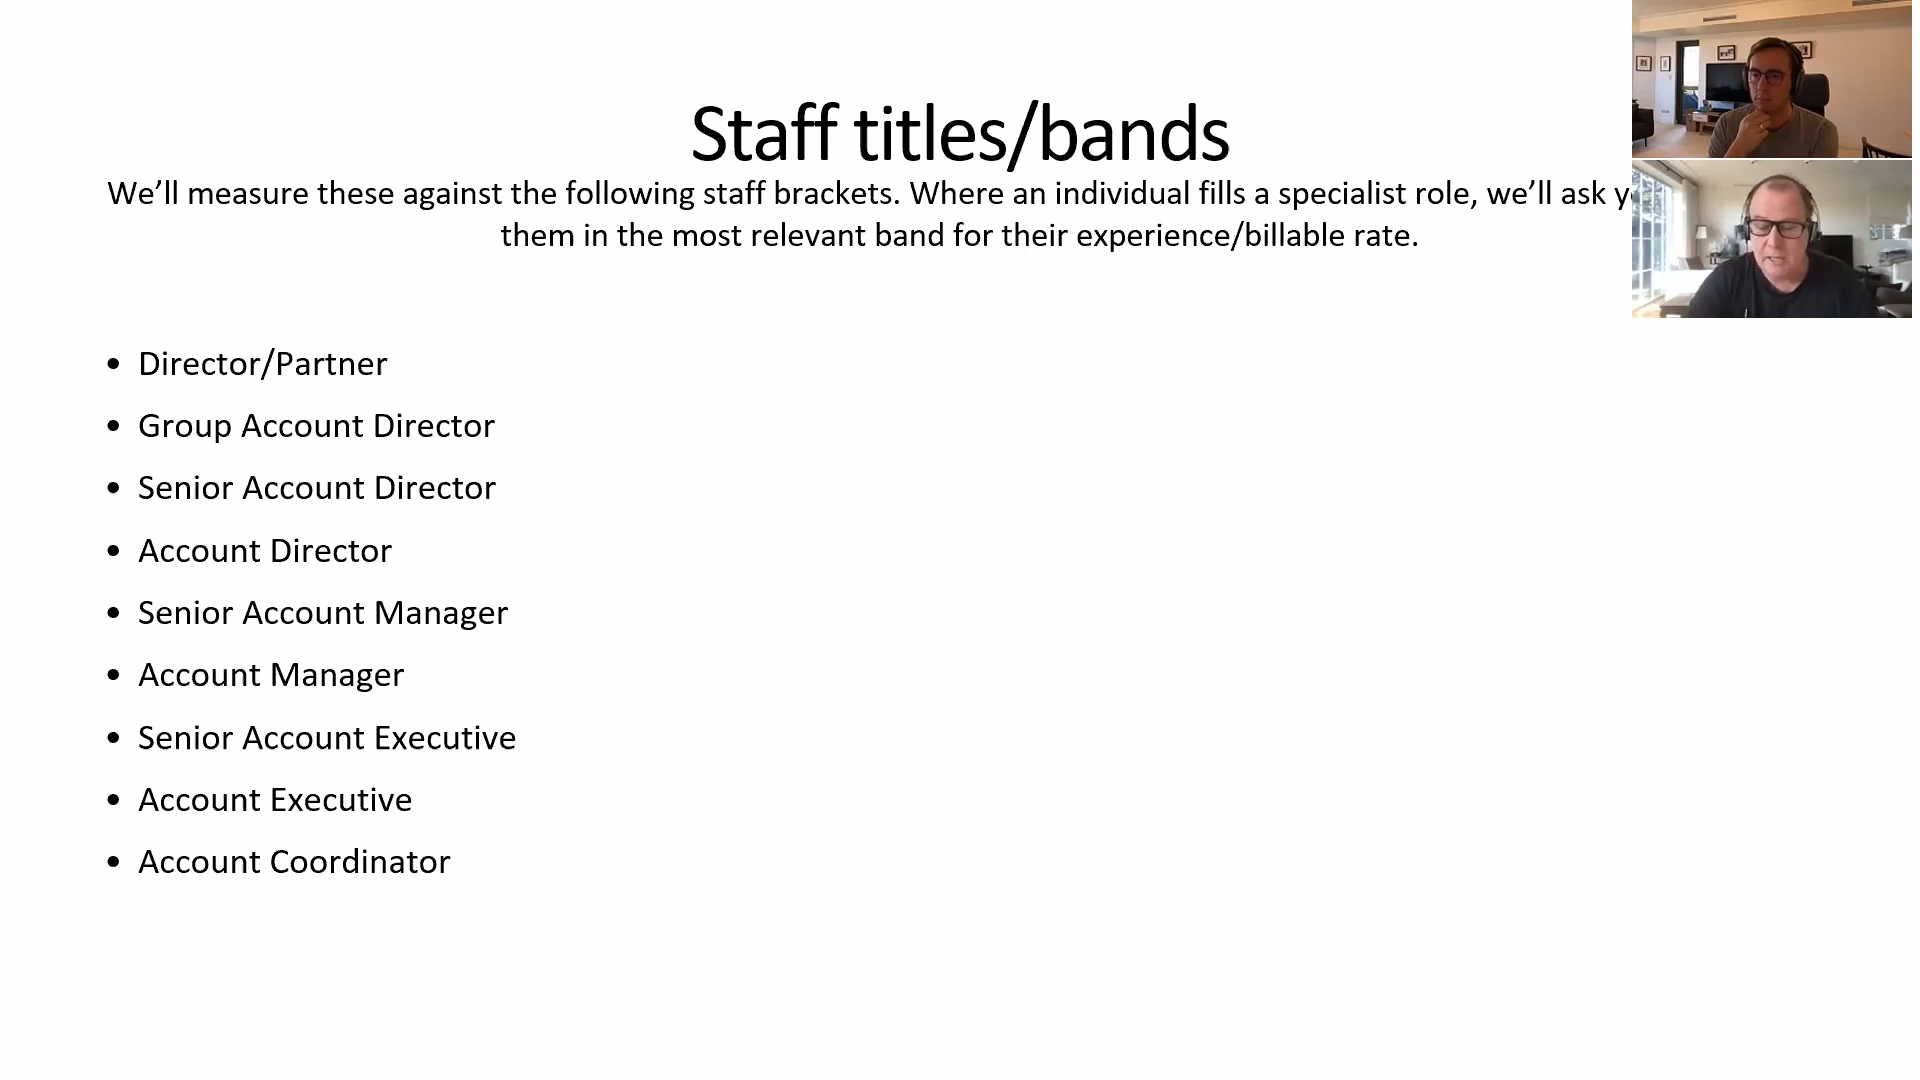 Staff titles/bands
We’ll measure these against the following staff brackets. Where an individual fills a specialist role, we’ll ask
them in the most relevant band for their experience/billable rate.
• Director/Partner
• Group Account Director
• Senior Account Director
• Account Director
• Senior Account Manager
• Account Manager
• Senior Account Executive
• Account Executive
• Account Coordinator